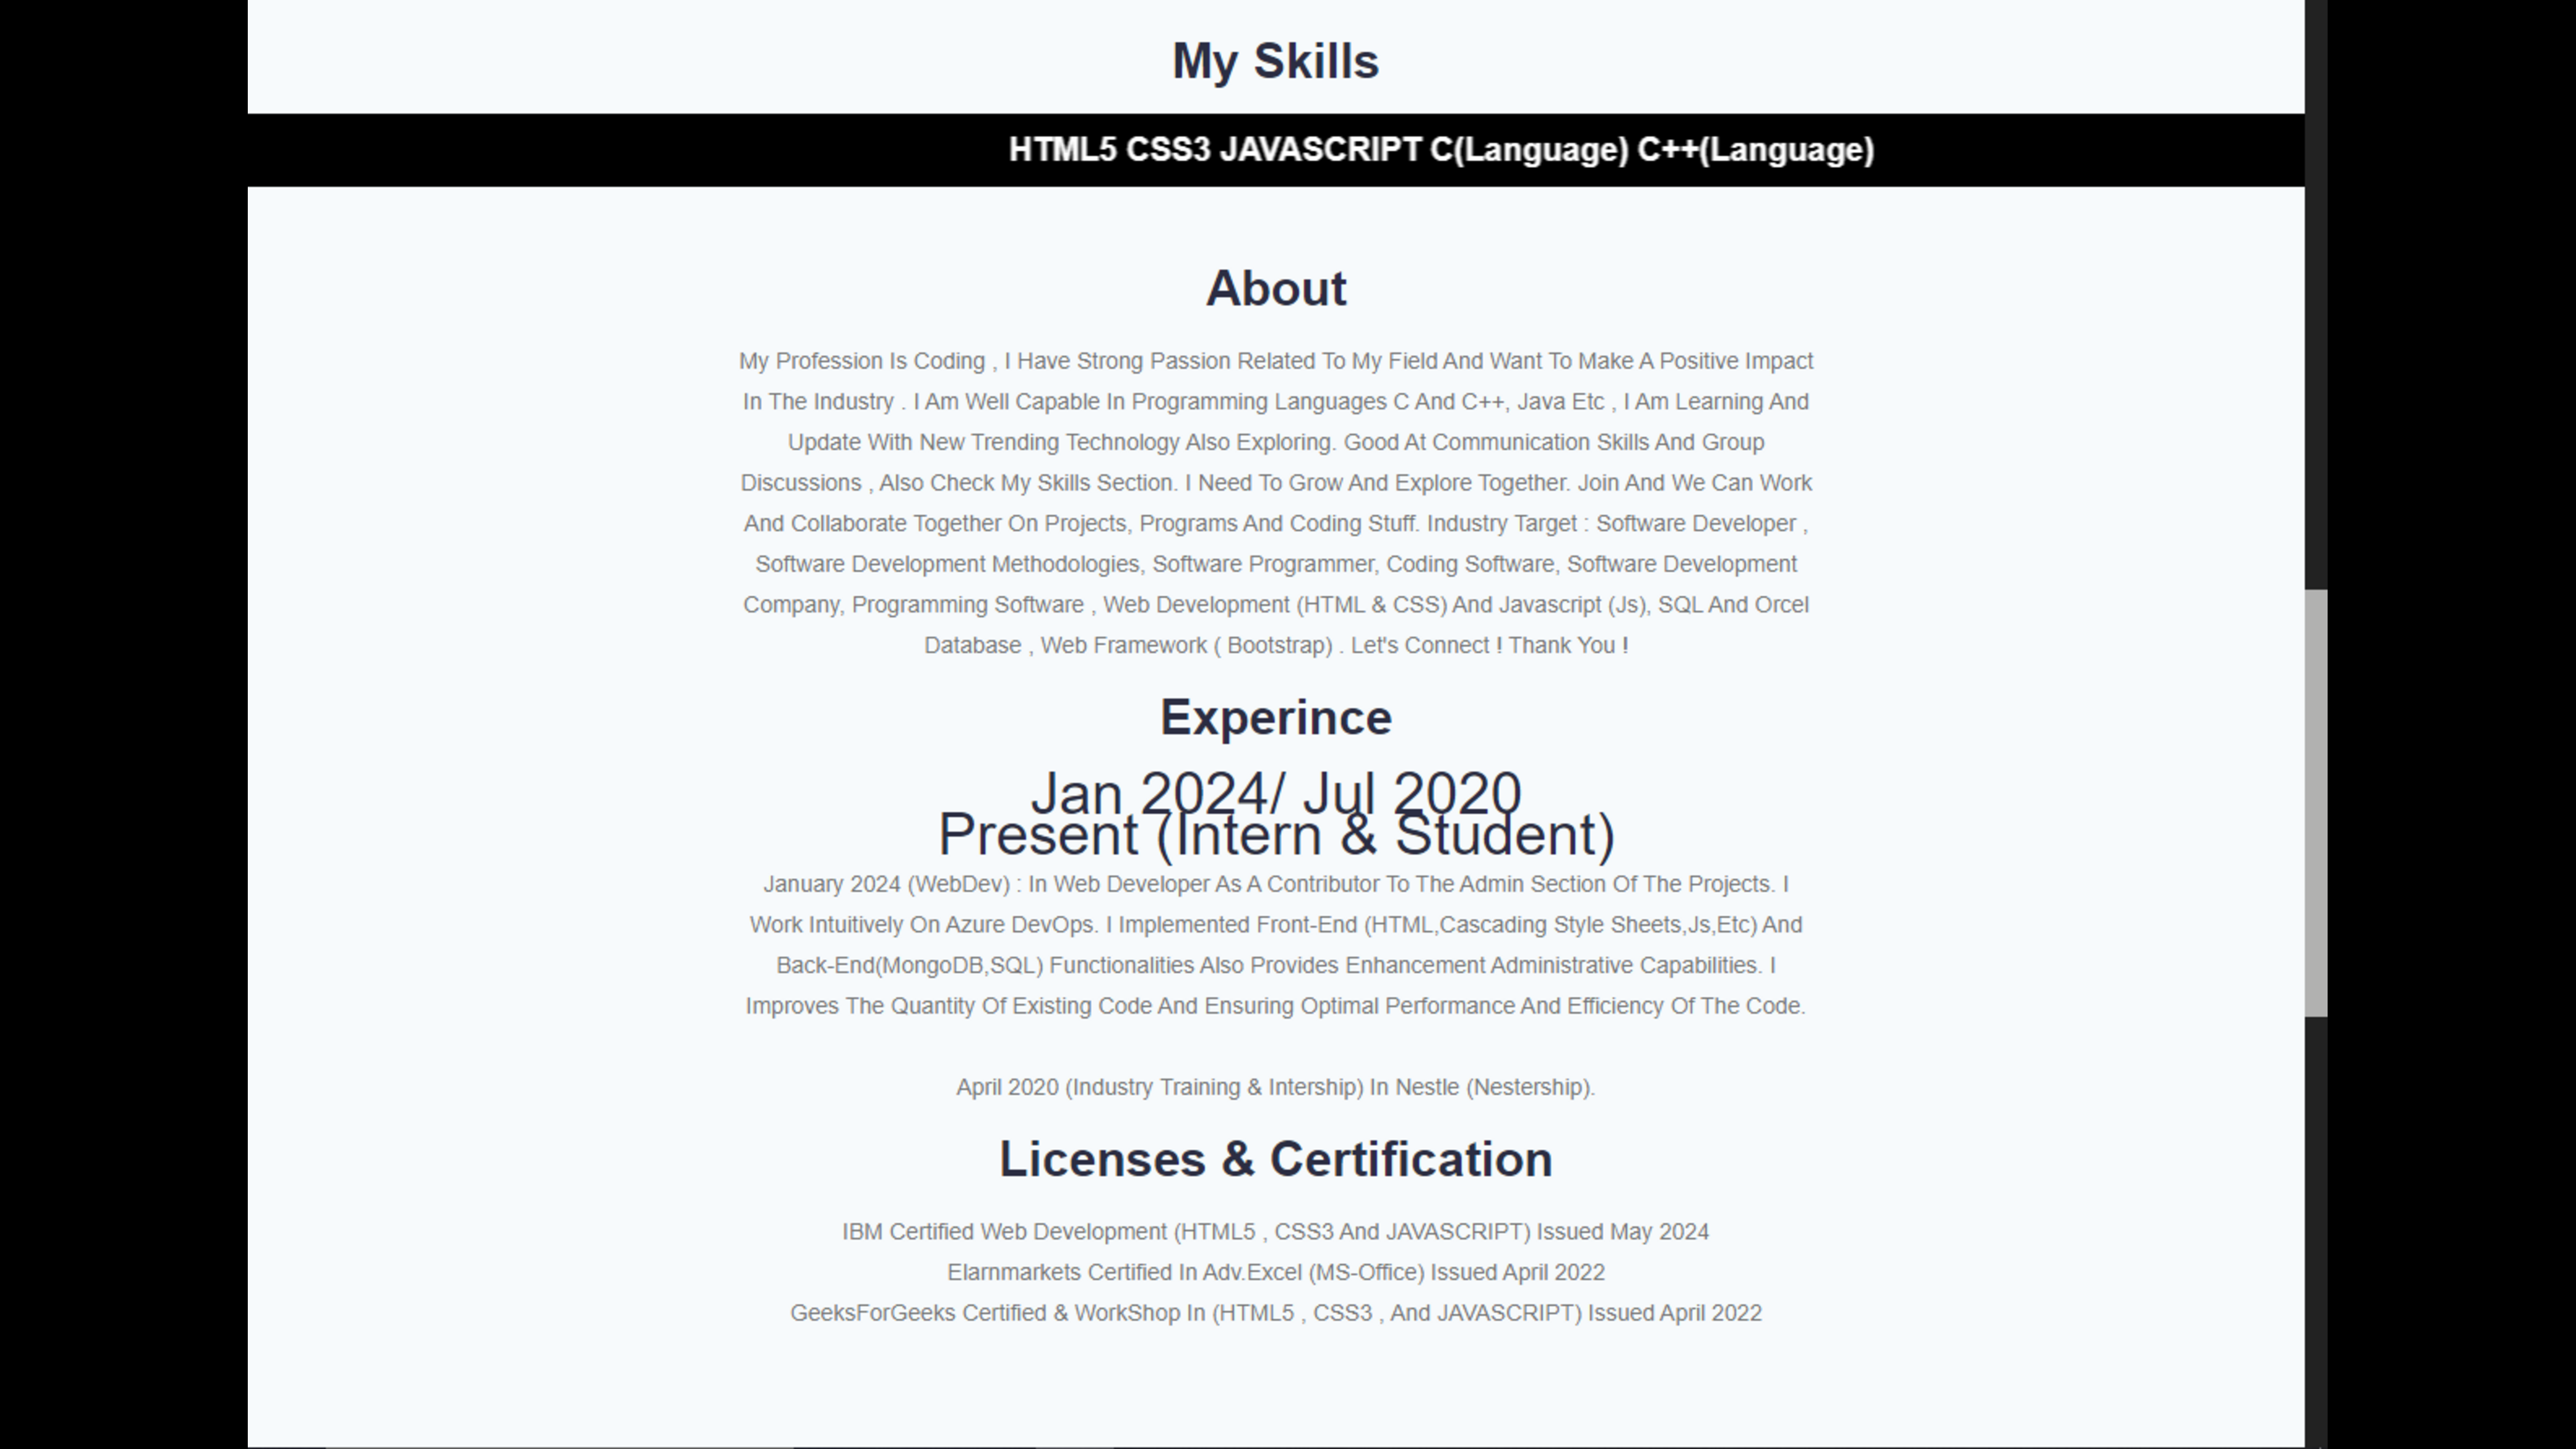 My Skills
HTML5 CSS3 JAVASCRIPT C(Language) C++(Language)
About
My Profession Is Coding , I Have Strong Passion Related To My Field And Want To Make A Positive Impact
In The Industry . I Am Well Capable In Programming Languages C And C++, Java Etc , I Am Learning And
Update With New Trending Technology Also Exploring. Good At Communication Skills And Group
Discussions , Also Check My Skills Section. I Need To Grow And Explore Together. Join And We Can Work
And Collaborate Together On Projects, Programs And Coding Stuff. Industry Target : Software Developer ,
Software Development Methodologies, Software Programmer, Coding Software, Software Development
Company, Programming Software , Web Development (HTML & CSS) And Javascript (Js), SQL And Orcel
Database , Web Framework ( Bootstrap) . Let's Connect ! Thank You !
Experince
Jan 2024/ Jul 2020
Present (Intern & Student)
January 2024 (WebDev) : In Web Developer As A Contributor To The Admin Section Of The Projects. I
Work Intuitively On Azure DevOps. I Implemented Front-End (HTML,Cascading Style Sheets,Js,Etc) And
Back-End(MongoDB,SQL) Functionalities Also Provides Enhancement Administrative Capabilities. I
Improves The Quantity Of Existing Code And Ensuring Optimal Performance And Efficiency Of The Code.
April 2020 (Industry Training & Intership) In Nestle (Nestership).
Licenses & Certification
IBM Certified Web Development (HTML5 , CSS3 And JAVASCRIPT) Issued May 2024
Elarnmarkets Certified In Adv.Excel (MS-Office) Issued April 2022
GeeksForGeeks Certified & WorkShop In (HTML5 , CSS3 , And JAVASCRIPT) Issued April 2022